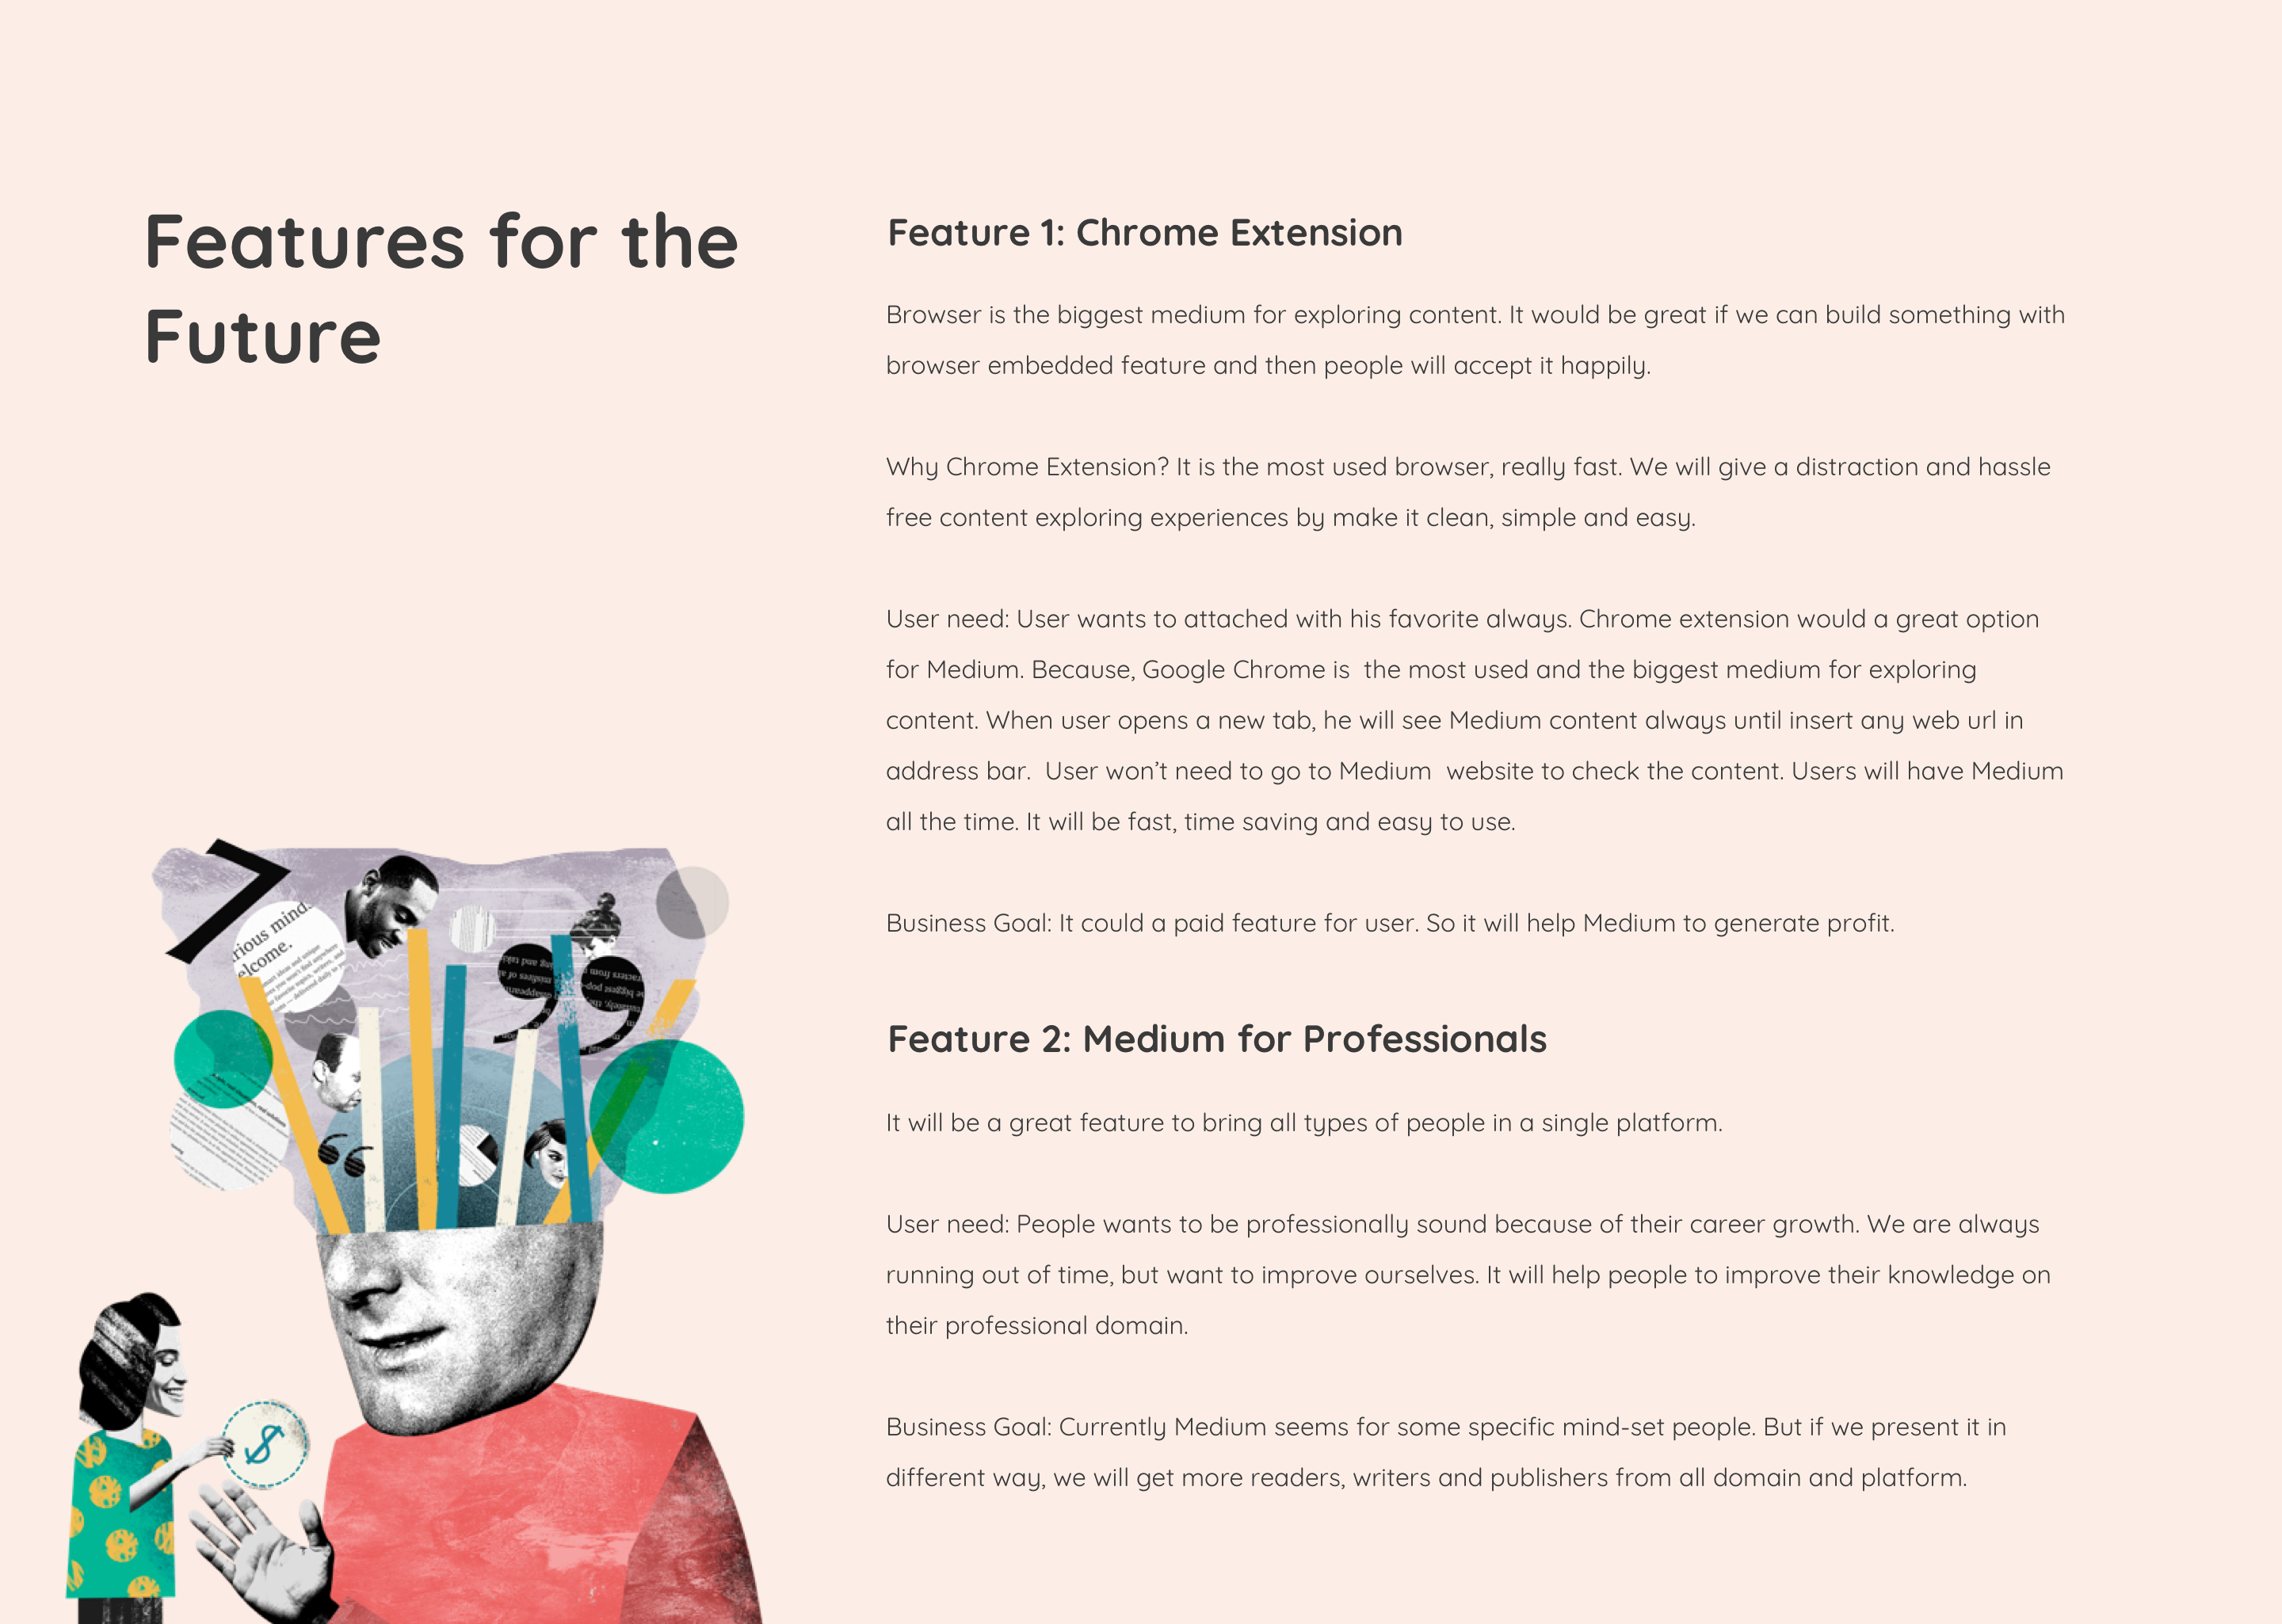 Features for the
Future
Feature 1: Chrome Extension
Browser is the biggest medium for exploring content. It would be great if we can build something with
browser embedded feature and then people will accept it happily.
Why Chrome Extension? It is the most used browser, really fast. We will give a distraction and hassle
free content exploring experiences by make it clean, simple and easy.
User need: User wants to attached with his favorite always. Chrome extension would a great option
for Medium. Because, Google Chrome is  the most used and the biggest medium for exploring
content. When user opens a new tab, he will see Medium content always until insert any web url in
address bar.  User won’t need to go to Medium  website to check the content. Users will have Medium
all the time. It will be fast, time saving and easy to use.
Business Goal: It could a paid feature for user. So it will help Medium to generate profit.
Feature 2: Medium for Professionals
It will be a great feature to bring all types of people in a single platform.
User need: People wants to be professionally sound because of their career growth. We are always
running out of time, but want to improve ourselves. It will help people to improve their knowledge on
their professional domain.
Business Goal: Currently Medium seems for some specific mind-set people. But if we present it in
different way, we will get more readers, writers and publishers from all domain and platform.
rious mind.
elcome.
$